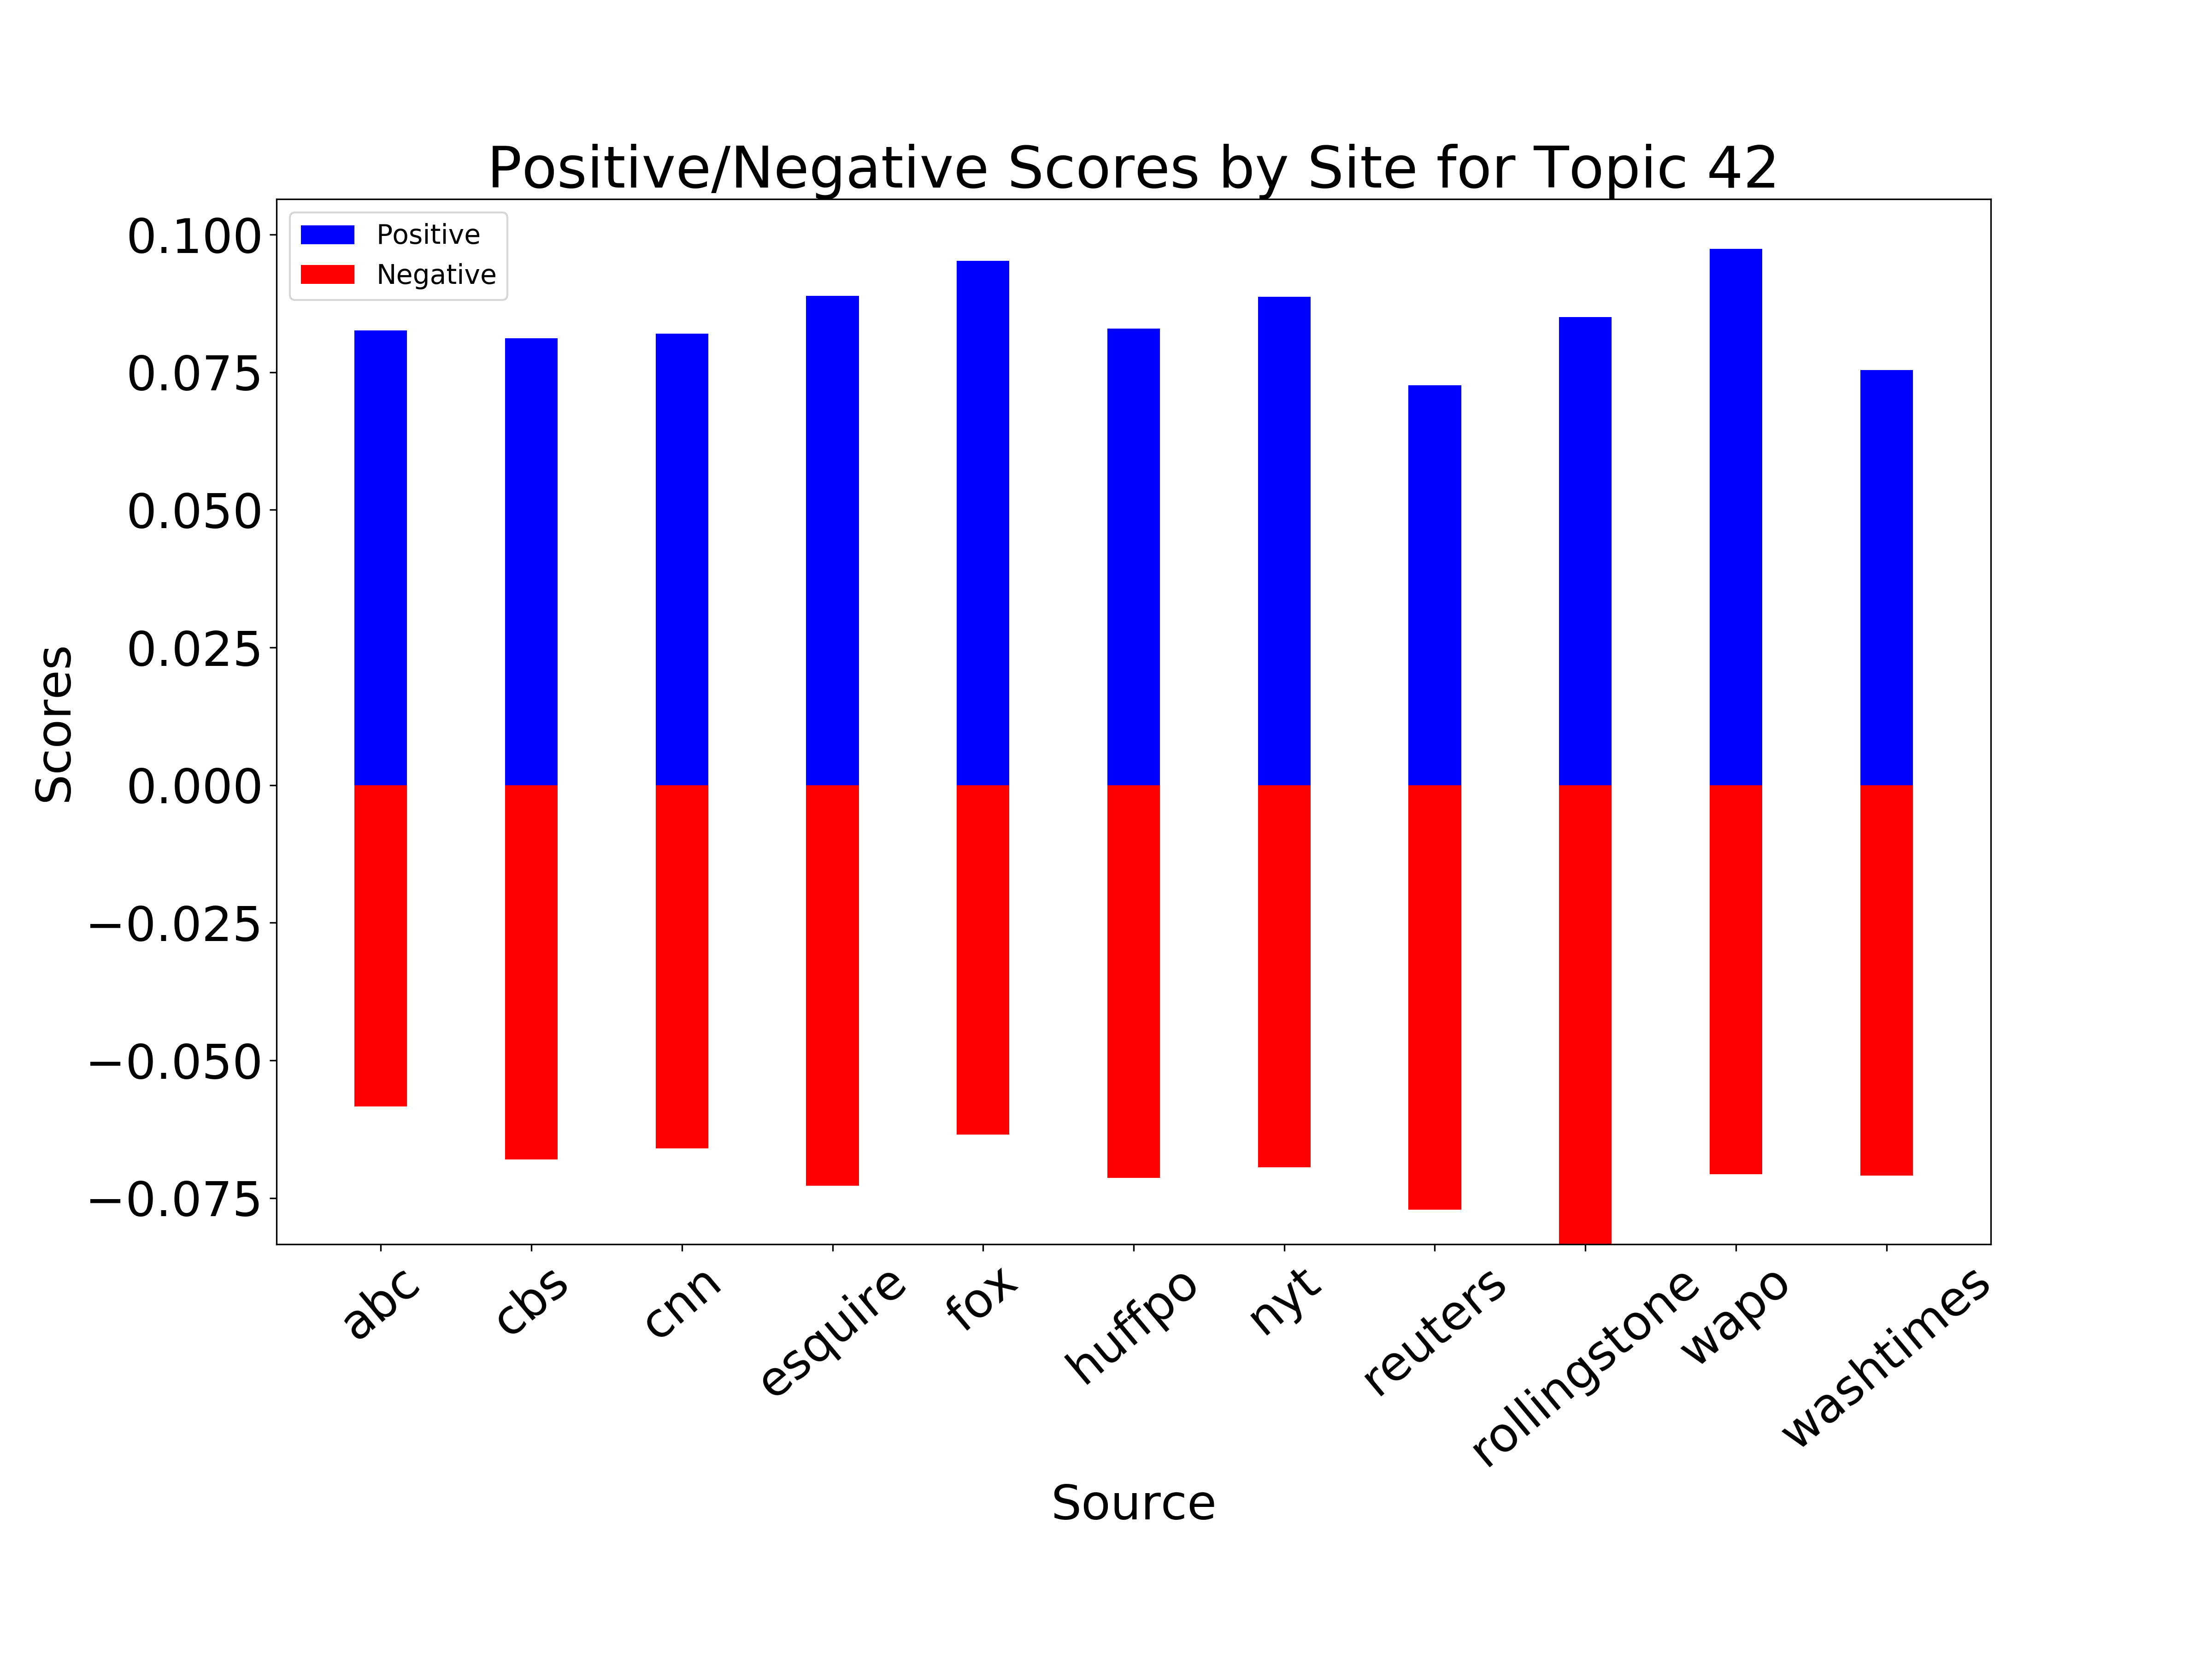 Positive/Negative Scores by Site for Topic 42
Positive
Negative
0.100
0.075
0.050
0.025
0.000
−0.025
−0.050
−0.075
Scores
abc
cbs
cnn
esquire
fox
huffpo
nyt
reuters
rollingstone
wapo
washtimes
Source